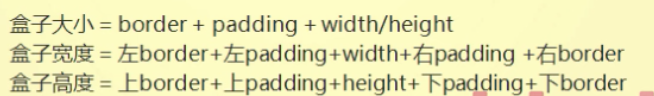 盒子大小 = border + padding + width/height
盒子宽度 = 左border+左padding+width+右padding +右border
盒子高度 = 上border+上padding+height+下padding+下border